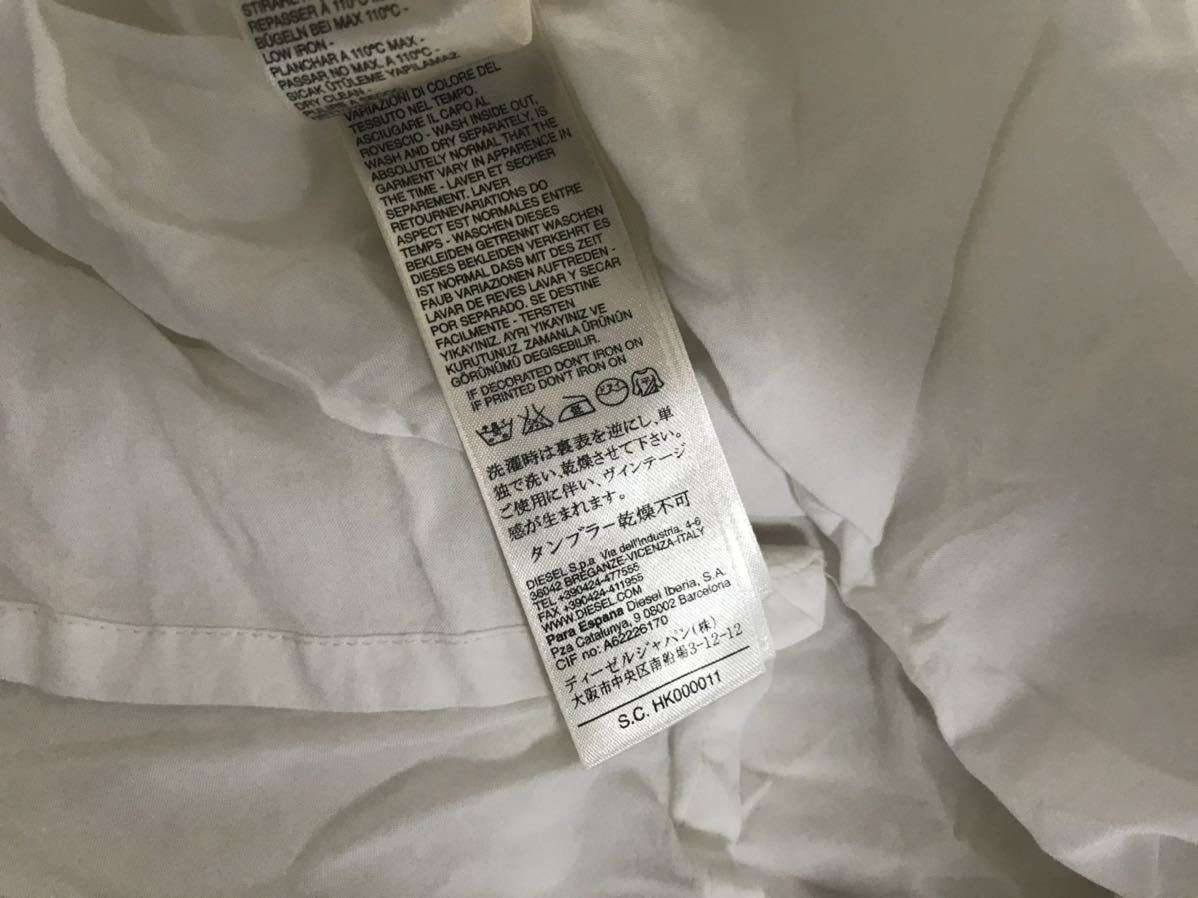 REPASSER À 110°C
BÜGELN BEI MAX 110°C -
LOW IRON -
PLANCHAR A 110°C MAX -
PASSAR NO MAX. A 110°C -
SICAK ÜTÜLEME YAPILAMAZ
DRY CLEAN -
VARIAZIONI DI COLORE DEL
TESSUTO NEL TEMPO.
ASCIUGARE IL CAPO AL
ROVESCIO - WASH INSIDE OUT,
WASH AND DRY SEPARATELY, IS
ABSOLUTELY NORMAL THAT THE
GARMENT VARY IN APPARENCE IN
THE TIME - LAVER ET SECHER
SEPAREMENT. LAVER
RETOURNEVARIATIONS DO
ASPECT EST NORMALES ENTRE
TEMPS - WASCHEN DIESES
BEKLEIDEN GETRENNT WASCHEN
DIESES BEKLEIDEN VERKEHRT ES
IST NORMAL DASS MIT DES ZEIT
FAUB VARIAZIONEN AUFTREDEN -
LAVAR DE REVES LAVAR Y SECAR
POR SEPARADO. SE DESTINE
FACILMENTE - TERSTEN
YIKAYINIZ. AYRI YIKAYINIZ VE
KURUTUNUZ. ZAMANLA ÜRÜNÜN
GÖRÜNÜMÜ DEGISEBILIR.
IF DECORATED DON'T IRON ON
IF PRINTED DON'T IRON ON
洗濯時は裏表を逆にし、単
独で洗い、乾燥させて下さい。
ご使用に伴い、ヴィンテージ
感が生まれます。
タンブラー乾燥不可
DIESEL S.p.a Via dell'Industria, 4-6
36042 BREGANZE-VICENZA-ITALY
TEL +390424-477555
FAX +390424-411955
WWW.DIESEL.COM
Para Espana Diesel Iberia, S.A.
Pza Catalunya, 9 08002 Barcelona
CIF no: A62226170
ディーゼルジャパン(株)
大阪市中央区南船場3-12-12
S.C. HK000011